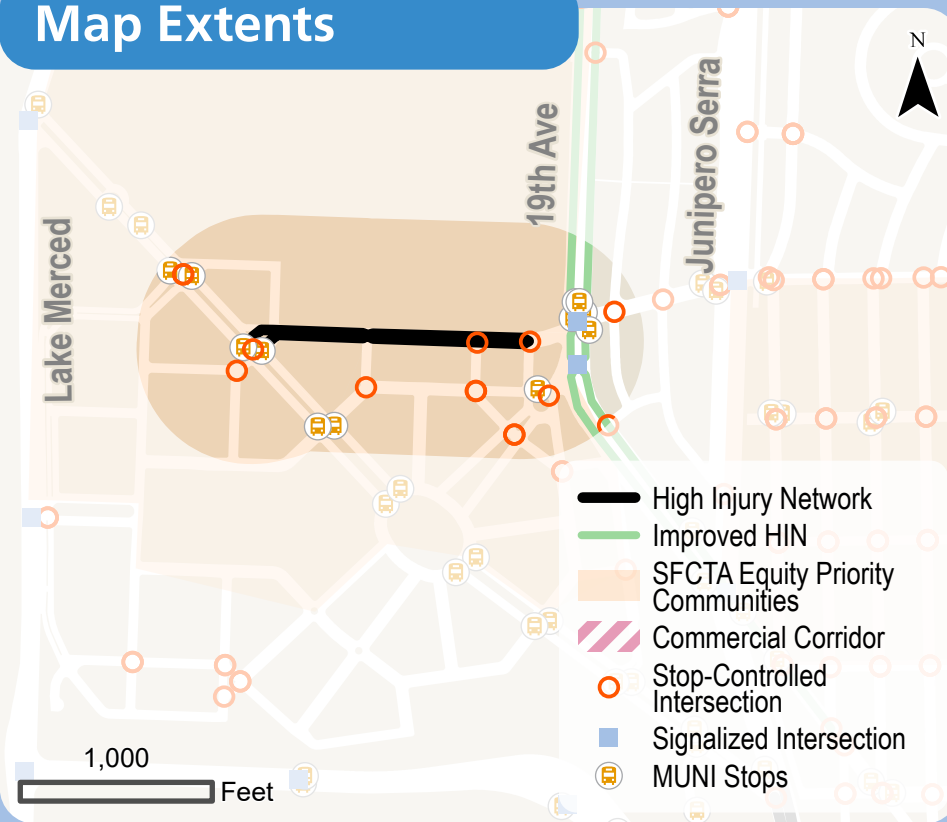 Map Extents
N
19th Ave
Junipero Serra
Lake Merced
High Injury Network
Improved HIN
SFCTA Equity Priority
Communities
Commercial Corridor
Stop-Controlled
Intersection
Signalized Intersection
MUNI Stops
1,000
Feet